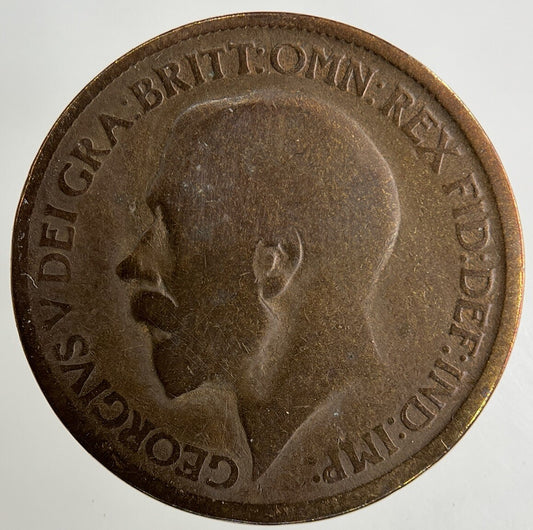 GEORGIVS V DEI GRA: BRITT: OMN: REX FID: DEF: IND: IMP: